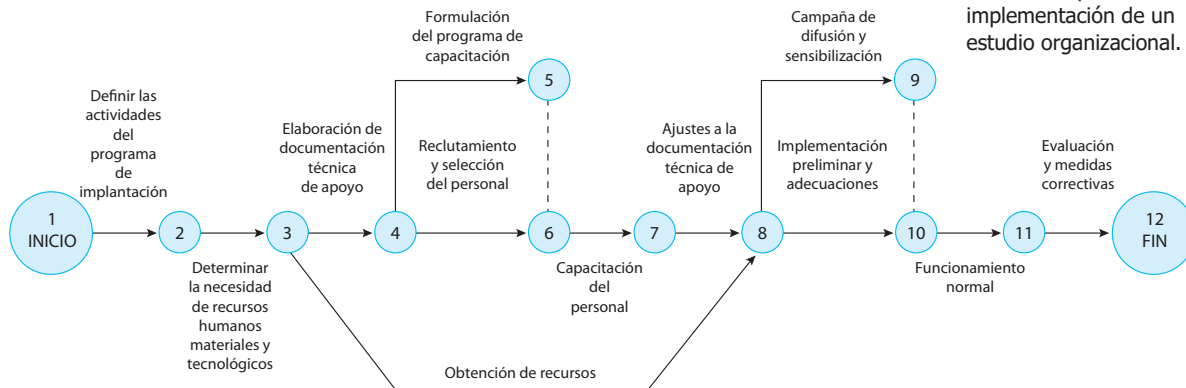 implementación de un
estudio organizacional.
Formulación
del programa de
capacitación
Campaña de
difusión y
sensibilización
5
9
Definir las
actividades
del
programa
de
implantación
Elaboración de
documentación
técnica
de apoyo
Reclutamiento
y selección
del personal
Ajustes a la
documentación
técnica de
apoyo
Implementación
preliminar y
adecuaciones
Evaluación
y medidas
correctivas
1
INICIO
2
3
4
6
7
8
10
11
12
FIN
Determinar
la necesidad
de recursos
humanos
materiales y
tecnológicos
Capacitación
del
personal
Funcionamiento
normal
Obtención de recursos